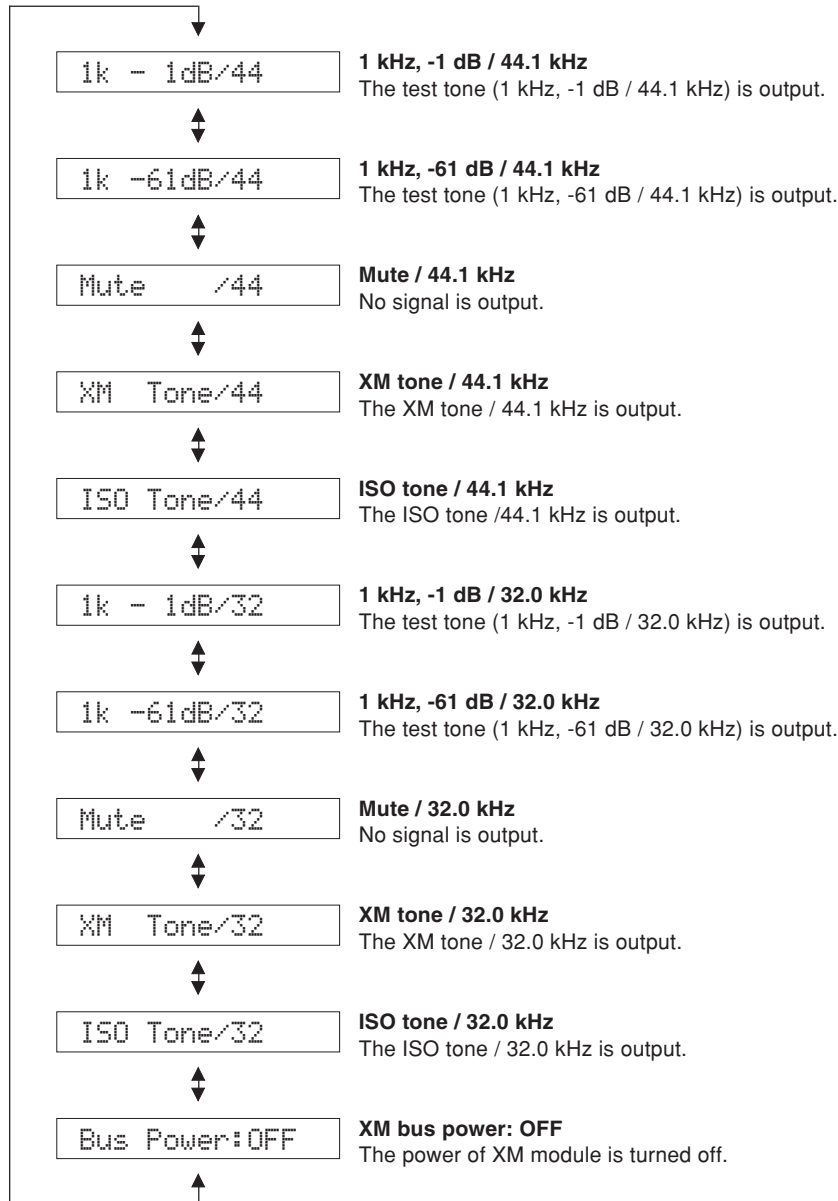 1k - 1dB/44
1 kHz, -1 dB / 44.1 kHz
The test tone (1 kHz, -1 dB / 44.1 kHz) is output.
1k -61dB/44
1 kHz, -61 dB / 44.1 kHz
The test tone (1 kHz, -61 dB / 44.1 kHz) is output.
Mute /44
Mute / 44.1 kHz
No signal is output.
XM Tone/44
XM tone / 44.1 kHz
The XM tone / 44.1 kHz is output.
ISO Tone/44
ISO tone / 44.1 kHz
The ISO tone /44.1 kHz is output.
1k - 1dB/32
1 kHz, -1 dB / 32.0 kHz
The test tone (1 kHz, -1 dB / 32.0 kHz) is output.
1k -61dB/32
1 kHz, -61 dB / 32.0 kHz
The test tone (1 kHz, -61 dB / 32.0 kHz) is output.
Mute /32
Mute / 32.0 kHz
No signal is output.
XM Tone/32
XM tone / 32.0 kHz
The XM tone / 32.0 kHz is output.
ISO Tone/32
ISO tone / 32.0 kHz
The ISO tone / 32.0 kHz is output.
Bus Power:OFF
XM bus power: OFF
The power of XM module is turned off.